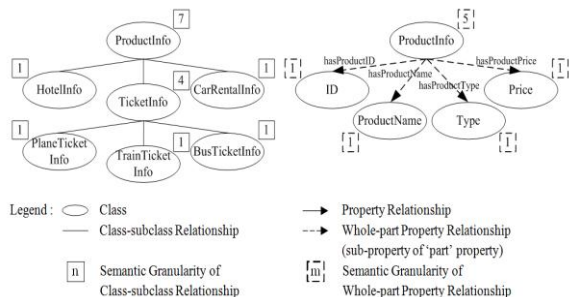 7
ProductInfo
1
HotelInfo
4
TicketInfo
1
CarRentalInfo
1
PlaneTicket
Info
1
TrainTicket
Info
1
BusTicketInfo
5
ProductInfo
hasProductID
hasProductName
hasProductType
hasProductPrice
1
ID
1
ProductName
1
Type
1
Price
Legend : Class
Class-subclass Relationship
n Semantic Granularity of
Class-subclass Relationship
Property Relationship
Whole-part Property Relationship
(sub-property of ‘part’ property)
m Semantic Granularity of
Whole-part Property Relationship